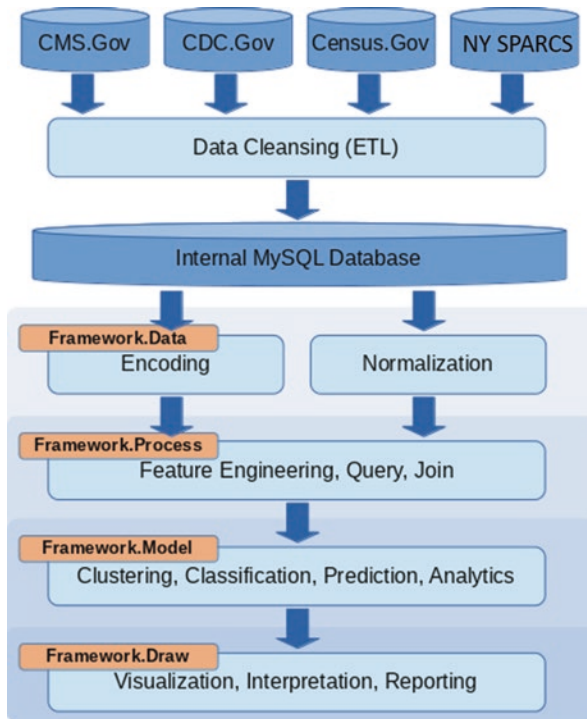 CMS.Gov
CDC.Gov
Census.Gov
NY SPARCS
Data Cleansing (ETL)
Internal MySQL Database
Framework.Data
Encoding
Normalization
Framework.Process
Feature Engineering, Query, Join
Framework.Model
Clustering, Classification, Prediction, Analytics
Framework.Draw
Visualization, Interpretation, Reporting